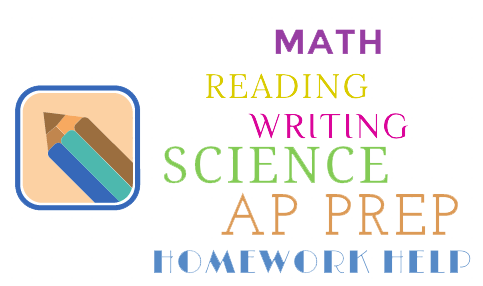 MATH
READING
WRITING
SCIENCE
AP PREP
HOMEWORK HELP